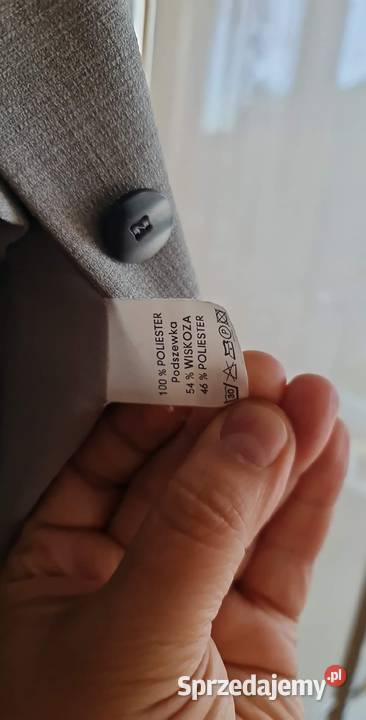 100 % POLIESTER
Podszewka
54 % WISKOZA
46 % POLIESTER
30
P
Sprzedajemy.pl